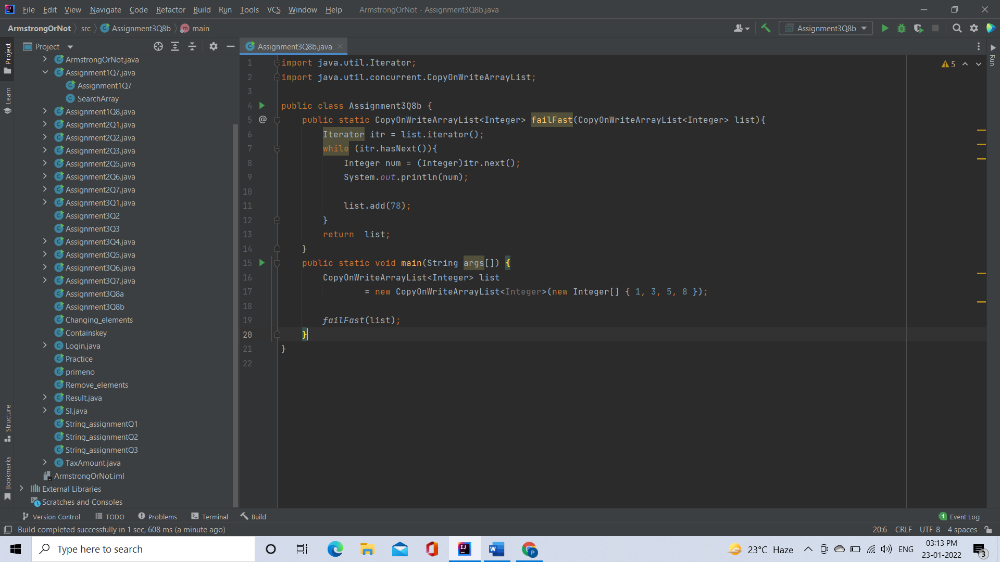 File Edit View Navigate Code Refactor Build Run Tools VCS Window Help ArmstrongOrNot - Assignment3Q8b.java
ArmstrongOrNot src Assignment3Q8b main Assignment3Q8b
Project Assignment3Q8b.java
Project
Learn
Structure
Bookmarks
Run
ArmstrongOrNot.java
Assignment1Q7.java
Assignment1Q7
SearchArray
Assignment1Q8.java
Assignment2Q1.java
Assignment2Q2.java
Assignment2Q3.java
Assignment2Q5.java
Assignment2Q6.java
Assignment2Q7.java
Assignment3Q1.java
Assignment3Q2
Assignment3Q3
Assignment3Q4.java
Assignment3Q5.java
Assignment3Q6.java
Assignment3Q7.java
Assignment3Q8a
Assignment3Q8b
Changing_elements
Containskey
Login.java
Practice
primeno
Remove_elements
Result.java
SI.java
String_assignmentQ1
String_assignmentQ2
String_assignmentQ3
TaxAmount.java
ArmstrongOrNot.iml
External Libraries
Scratches and Consoles
5
1 import java.util.Iterator;
2 import java.util.concurrent.CopyOnWriteArrayList;
3
4 public class Assignment3Q8b {
5 @ public static CopyOnWriteArrayList<Integer> failFast(CopyOnWriteArrayList<Integer> list){
6 Iterator itr = list.iterator();
7 while (itr.hasNext()){
8 Integer num = (Integer)itr.next();
9 System.out.println(num);
10
11 list.add(78);
12 }
13 return  list;
14 }
15 public static void main(String args[]) {
16 CopyOnWriteArrayList<Integer> list
17 = new CopyOnWriteArrayList<Integer>(new Integer[] { 1, 3, 5, 8 });
18
19 failFast(list);
20 }
21 }
22
Version Control TODO Problems Terminal Build 1 Event Log
Build completed successfully in 1 sec, 608 ms (a minute ago) 20:6 CRLF UTF-8 4 spaces
Type here to search 23°C Haze ENG 03:13 PM
23-01-2022 3